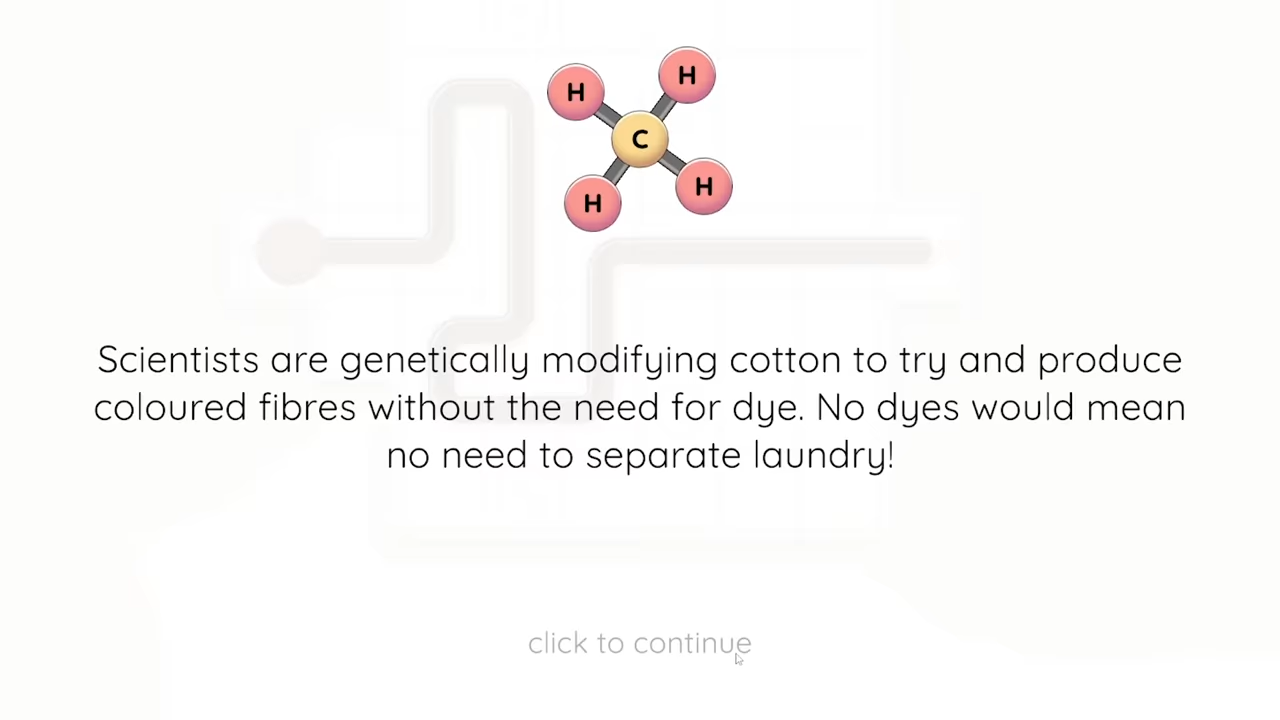 H
H
C
H
H
Scientists are genetically modifying cotton to try and produce
coloured fibres without the need for dye. No dyes would mean
no need to separate laundry!
click to continue